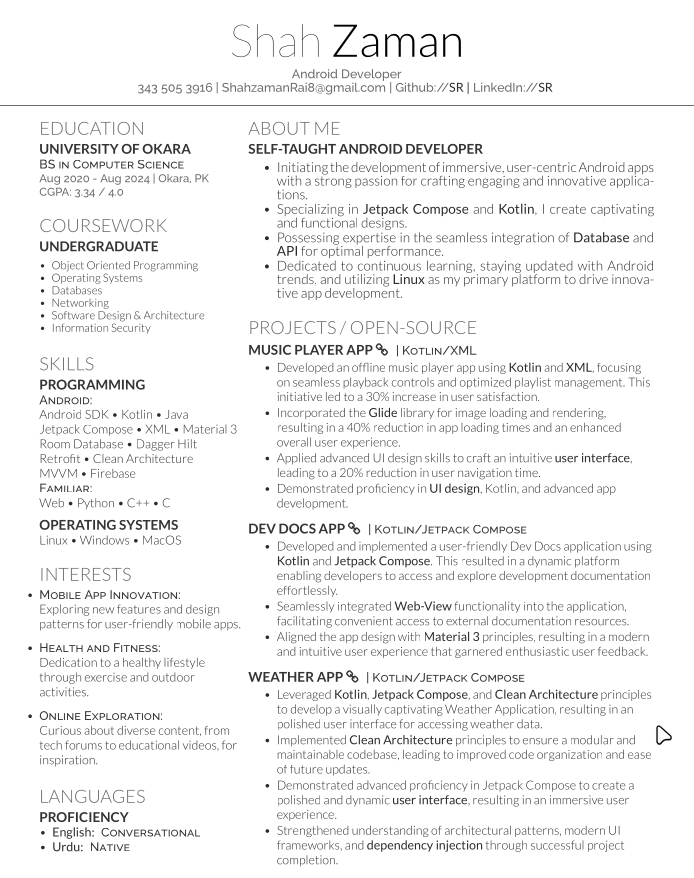 Shah Zaman
Android Developer
343 505 3916 | ShahzamanRai8@gmail.com | Github://SR | LinkedIn://SR
EDUCATION
UNIVERSITY OF OKARA
BS in Computer Science
Aug 2020 - Aug 2024 | Okara, PK
CGPA: 3.34 / 4.0
COURSEWORK
UNDERGRADUATE
• Object Oriented Programming
• Operating Systems
• Databases
• Networking
• Software Design & Architecture
• Information Security
SKILLS
PROGRAMMING
Android:
Android SDK • Kotlin • Java
Jetpack Compose • XML • Material 3
Room Database • Dagger Hilt
Retrofit • Clean Architecture
MVVM • Firebase
Familiar:
Web • Python • C++ • C
OPERATING SYSTEMS
Linux • Windows • MacOS
INTERESTS
• Mobile App Innovation:
Exploring new features and design
patterns for user-friendly mobile apps.
• Health and Fitness:
Dedication to a healthy lifestyle
through exercise and outdoor
activities.
• Online Exploration:
Curious about diverse content, from
tech forums to educational videos, for
inspiration.
LANGUAGES
PROFICIENCY
• English: Conversational
• Urdu: Native
ABOUT ME
SELF-TAUGHT ANDROID DEVELOPER
• Initiating the development of immersive, user-centric Android apps
with a strong passion for crafting engaging and innovative applica-
tions.
• Specializing in Jetpack Compose and Kotlin, I create captivating
and functional designs.
• Possessing expertise in the seamless integration of Database and
API for optimal performance.
• Dedicated to continuous learning, staying updated with Android
trends, and utilizing Linux as my primary platform to drive innova-
tive app development.
PROJECTS / OPEN-SOURCE
MUSIC PLAYER APP | Kotlin/XML
• Developed an offline music player app using Kotlin and XML, focusing
on seamless playback controls and optimized playlist management. This
initiative led to a 30% increase in user satisfaction.
• Incorporated the Glide library for image loading and rendering,
resulting in a 40% reduction in app loading times and an enhanced
overall user experience.
• Applied advanced UI design skills to craft an intuitive user interface,
leading to a 20% reduction in user navigation time.
• Demonstrated proficiency in UI design, Kotlin, and advanced app
development.
DEV DOCS APP | Kotlin/Jetpack Compose
• Developed and implemented a user-friendly Dev Docs application using
Kotlin and Jetpack Compose. This resulted in a dynamic platform
enabling developers to access and explore development documentation
effortlessly.
• Seamlessly integrated Web-View functionality into the application,
facilitating convenient access to external documentation resources.
• Aligned the app design with Material 3 principles, resulting in a modern
and intuitive user experience that garnered enthusiastic user feedback.
WEATHER APP | Kotlin/Jetpack Compose
• Leveraged Kotlin, Jetpack Compose, and Clean Architecture principles
to develop a visually captivating Weather Application, resulting in an
polished user interface for accessing weather data.
• Implemented Clean Architecture principles to ensure a modular and
maintainable codebase, leading to improved code organization and ease
of future updates.
• Demonstrated advanced proficiency in Jetpack Compose to create a
polished and dynamic user interface, resulting in an immersive user
experience.
• Strengthened understanding of architectural patterns, modern UI
frameworks, and dependency injection through successful project
completion.